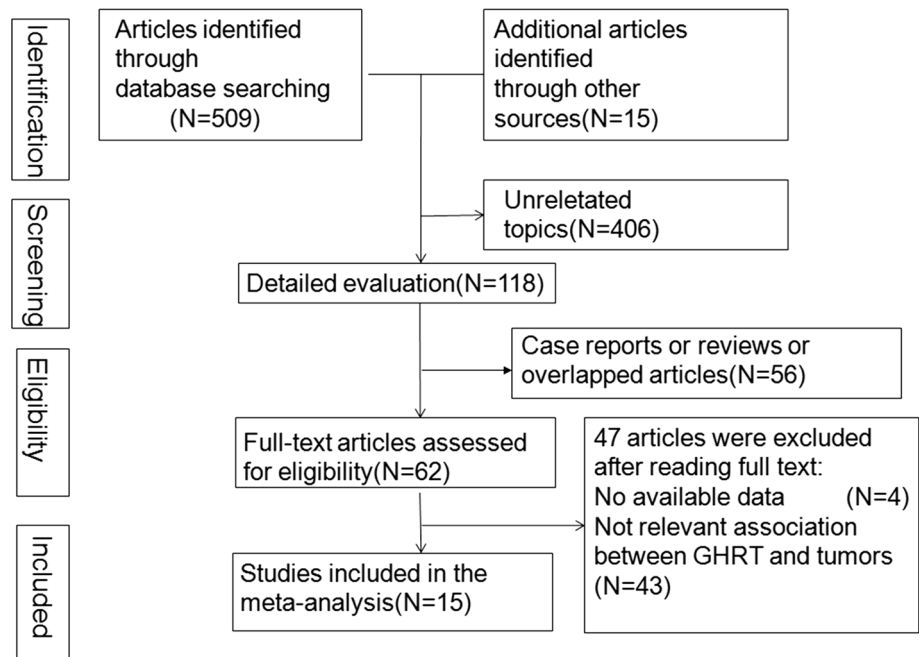 Identification
Articles identified
through
database searching
(N=509)
Additional articles
identified
through other
sources(N=15)
Screening
Unreletated
topics(N=406)
Detailed evaluation(N=118)
Eligibility
Case reports or reviews or
overlapped articles(N=56)
Full-text articles assessed
for eligibility(N=62)
47 articles were excluded
after reading full text:
No available data (N=4)
Not relevant association
between GHRT and tumors
(N=43)
Included
Studies included in the
meta-analysis(N=15)